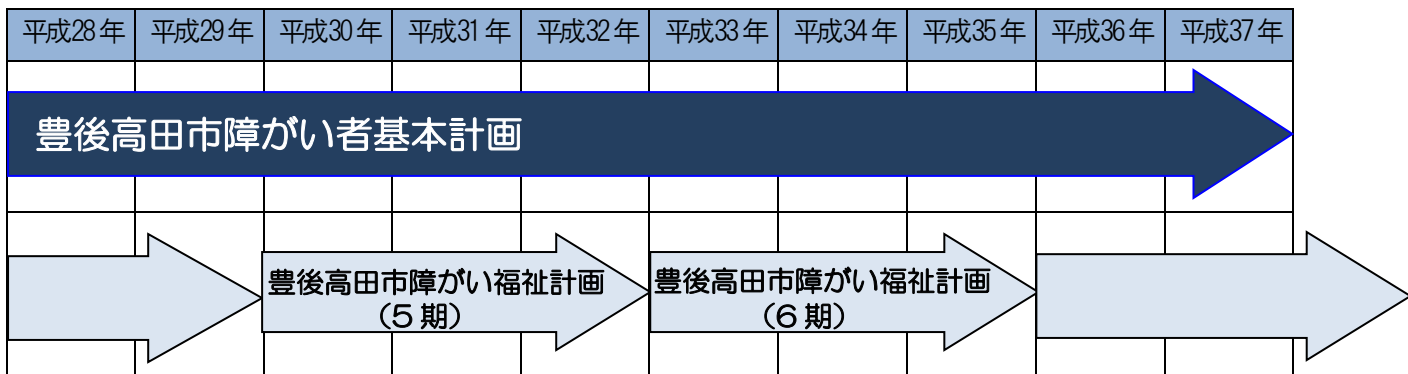 平成28年 平成29年 平成30年 平成31年 平成32年 平成33年 平成34年 平成35年 平成36年 平成37年
豊後高田市障がい者基本計画
豊後高田市障がい福祉計画
（5期）
豊後高田市障がい福祉計画
（6期）